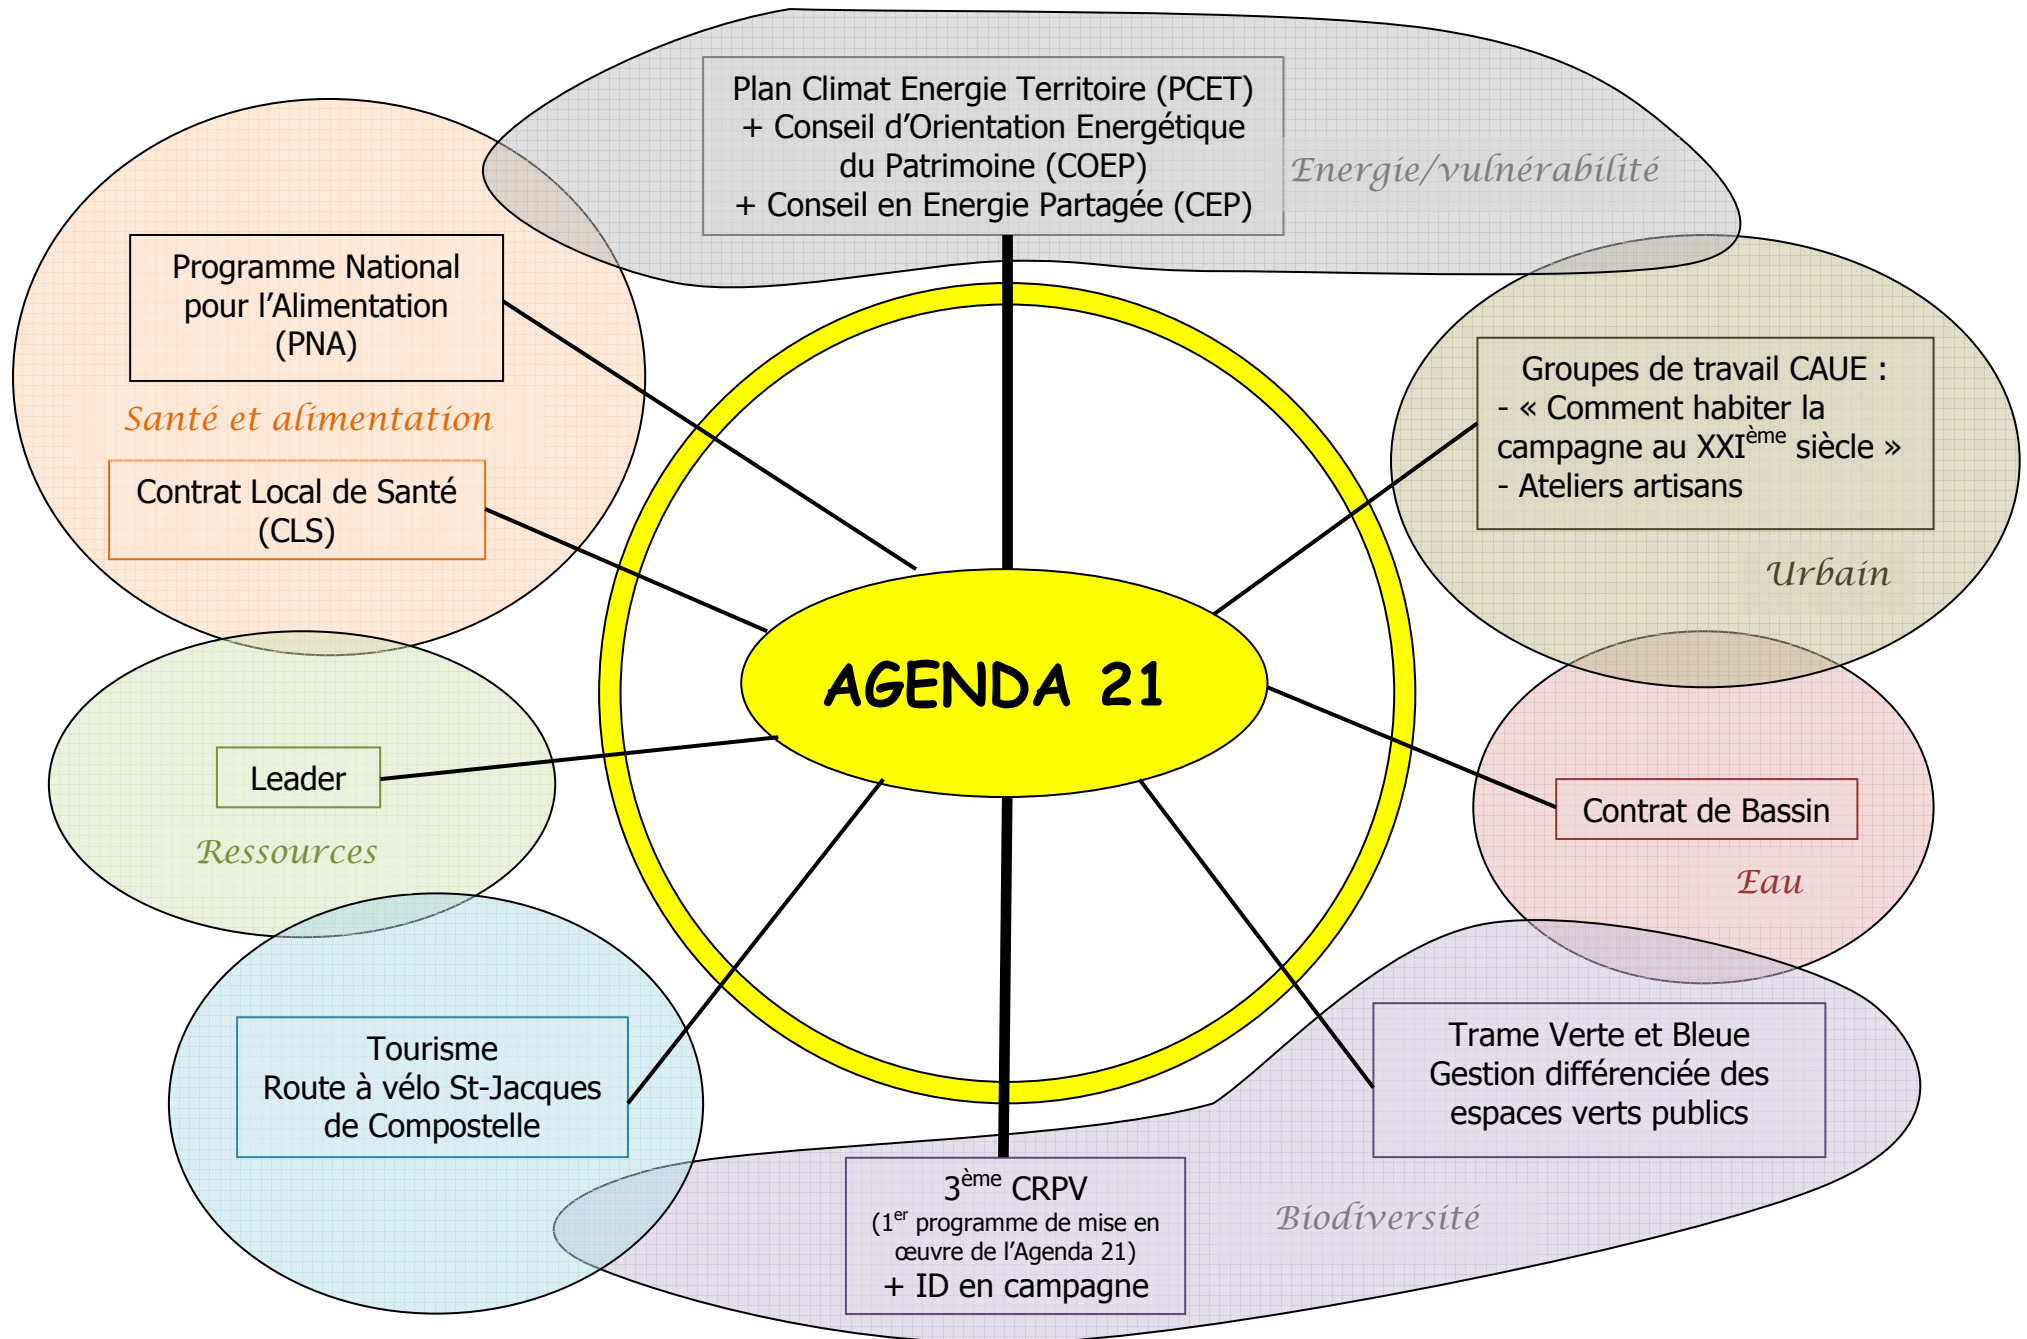 Plan Climat Energie Territoire (PCET)
+ Conseil d’Orientation Energétique
du Patrimoine (COEP)
+ Conseil en Energie Partagée (CEP)
Energie/vulnérabilité
Programme National
pour l’Alimentation
(PNA)
Santé et alimentation
Contrat Local de Santé
(CLS)
Groupes de travail CAUE :
- « Comment habiter la
campagne au XXIème siècle »
- Ateliers artisans
Urbain
AGENDA 21
Leader
Ressources
Contrat de Bassin
Eau
Tourisme
Route à vélo St-Jacques
de Compostelle
Trame Verte et Bleue
Gestion différenciée des
espaces verts publics
3ème CRPV
(1er programme de mise en
œuvre de l’Agenda 21)
+ ID en campagne
Biodiversité